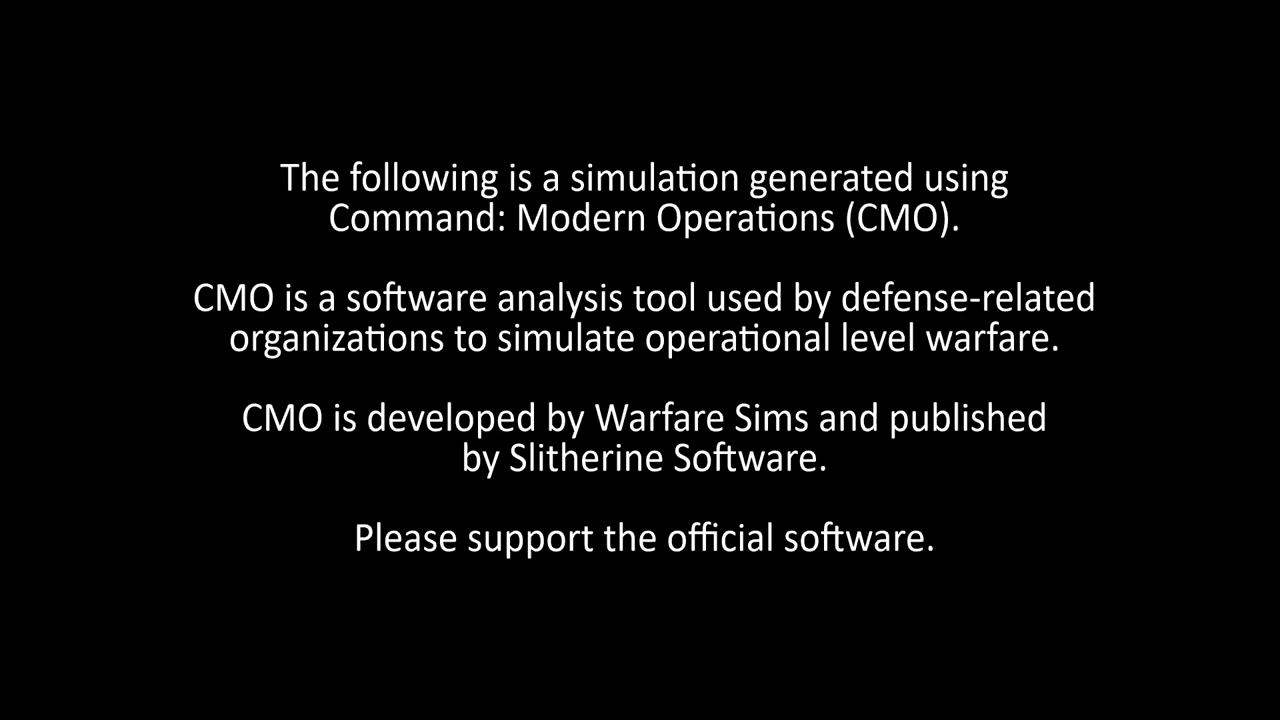 The following is a simulation generated using
Command: Modern Operations (CMO).
CMO is a software analysis tool used by defense-related
organizations to simulate operational level warfare.
CMO is developed by Warfare Sims and published
by Slitherine Software.
Please support the official software.